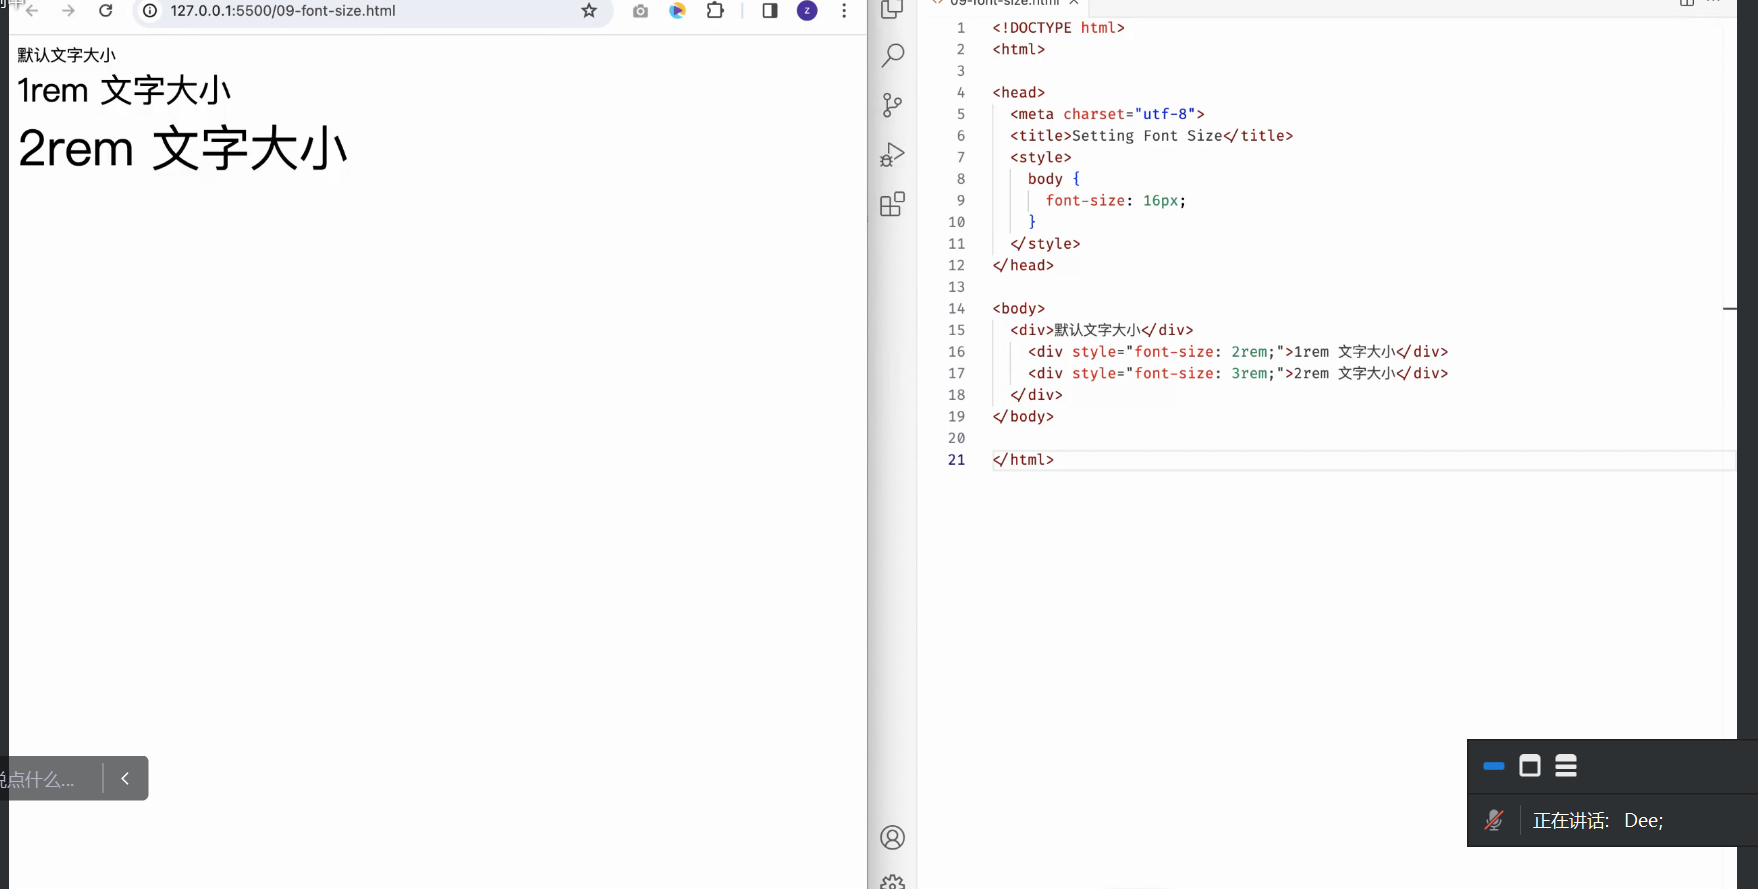 127.0.0.1:5500/09-font-size.html
z
默认文字大小
1rem 文字大小
2rem 文字大小
说点什么...
09-font-size.html
1 <!DOCTYPE html>
2 <html>
3
4 <head>
5 <meta charset="utf-8">
6 <title>Setting Font Size</title>
7 <style>
8 body {
9 font-size: 16px;
10 }
11 </style>
12 </head>
13
14 <body>
15 <div>默认文字大小</div>
16 <div style="font-size: 2rem;">1rem 文字大小</div>
17 <div style="font-size: 3rem;">2rem 文字大小</div>
18 </div>
19 </body>
20
21 </html>
正在讲话: Dee;